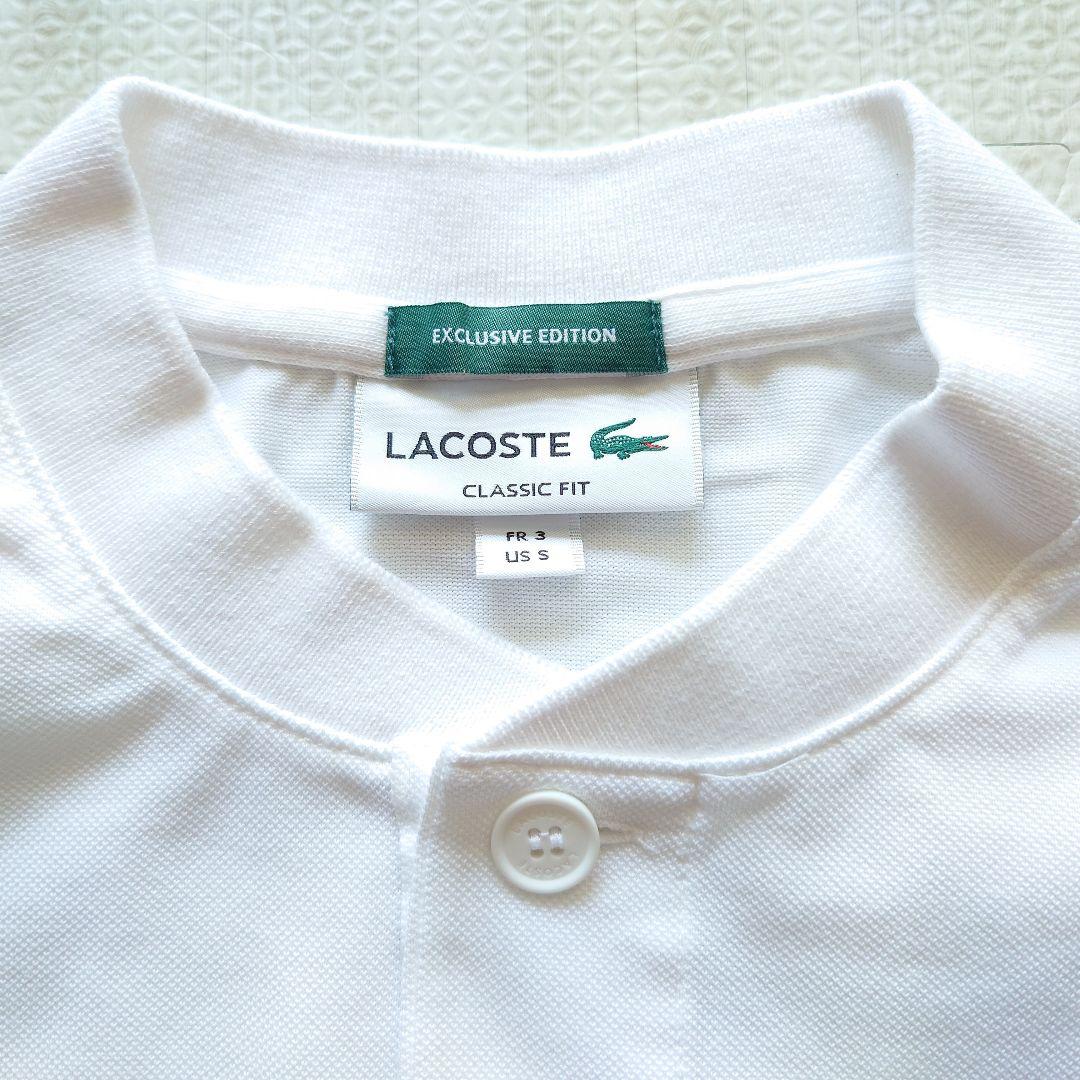 EXCLUSIVE EDITION
LACOSTE
CLASSIC FIT
FR 3
US S